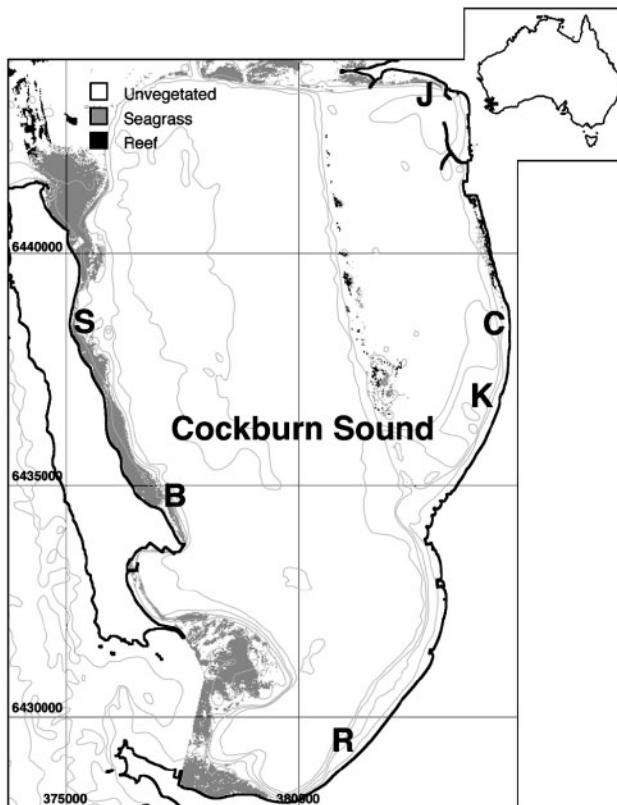 Unvegetated
Seagrass
Reef
J
*
6440000
S
C
K
Cockburn Sound
6435000
B
6430000
R
375000
380000